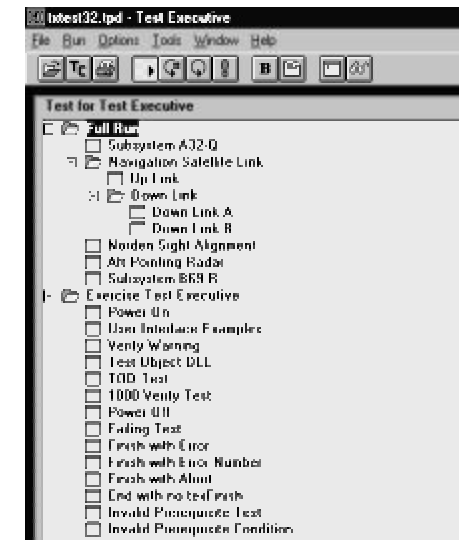 txtest32.tpd - Test Executive
File Run Options Tools Window Help
TC B
Test for Test Executive
Full Run
Subsystem A32-Q
Navigation Satellite Link
Up Link
Down Link
Down Link A
Down Link B
Norden Sight Alignment
Aft Pointing Radar
Subsystem B69-R
Exercise Test Executive
Power On
User Interface Examples
Verify Warning
Test Object DLL
TOD Test
1000 Verify Test
Power Off
Failing Test
Finish with Error
Finish with Error Number
Finish with Abort
End with no texFinish
Invalid Prerequisite Test
Invalid Prerequisite Condition